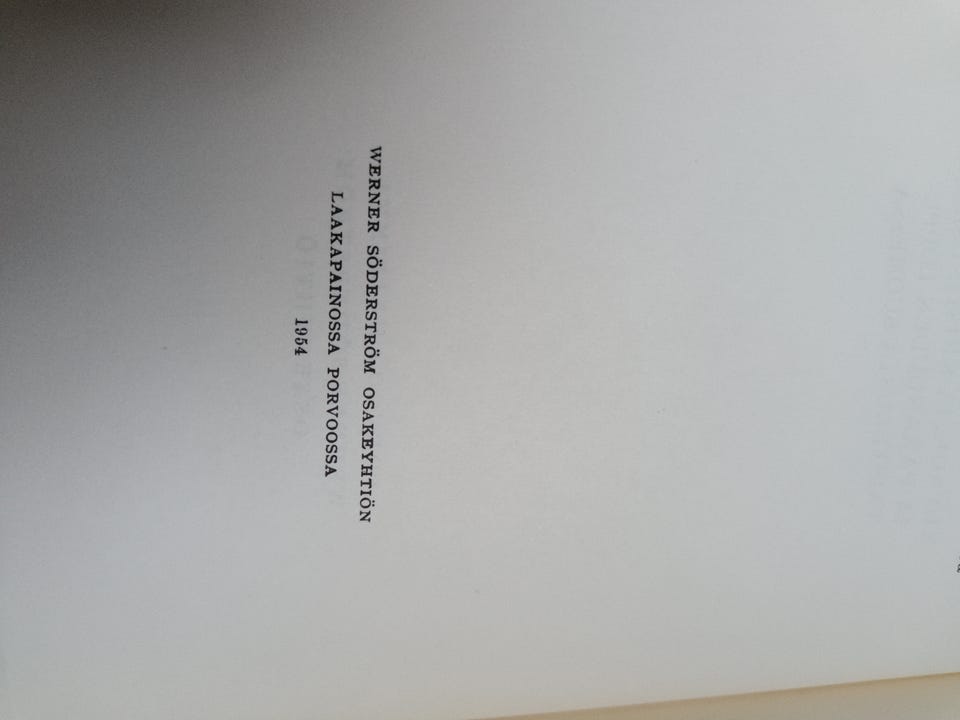 WERNER SÖDERSTRÖM OSAKEYHTIÖN
LAAKAPAINOSSA PORVOOSSA
1954